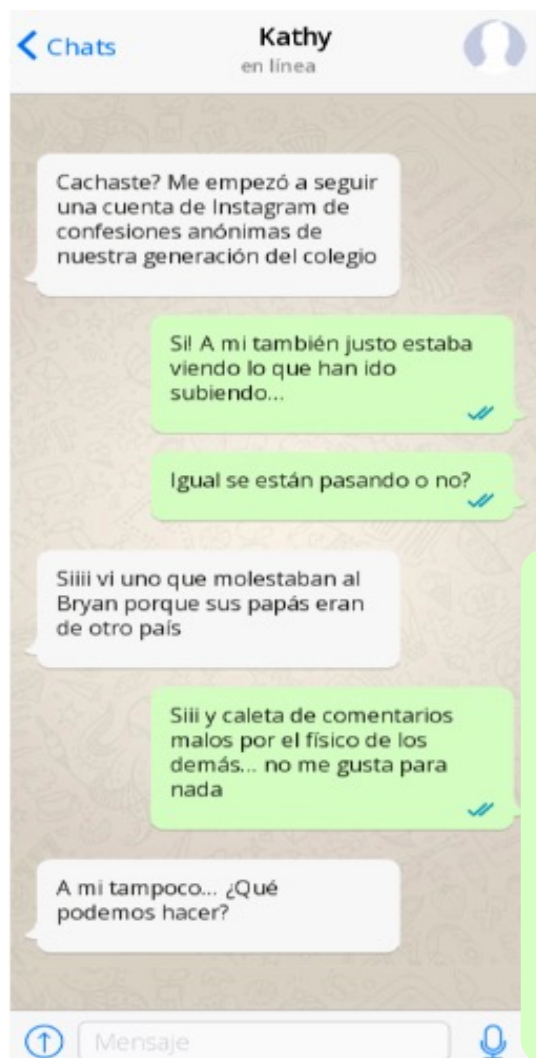 Chats
Kathy
en línea
Cachaste? Me empezó a seguir
una cuenta de Instagram de
confesiones anónimas de
nuestra generación del colegio
Si! A mi también justo estaba
viendo lo que han ido
subiendo...
Igual se están pasando o no?
Siiii vi uno que molestaban al
Bryan porque sus papás eran
de otro país
Siii y caleta de comentarios
malos por el físico de los
demás... no me gusta para
nada
A mi tampoco... ¿Qué
podemos hacer?
Mensaje